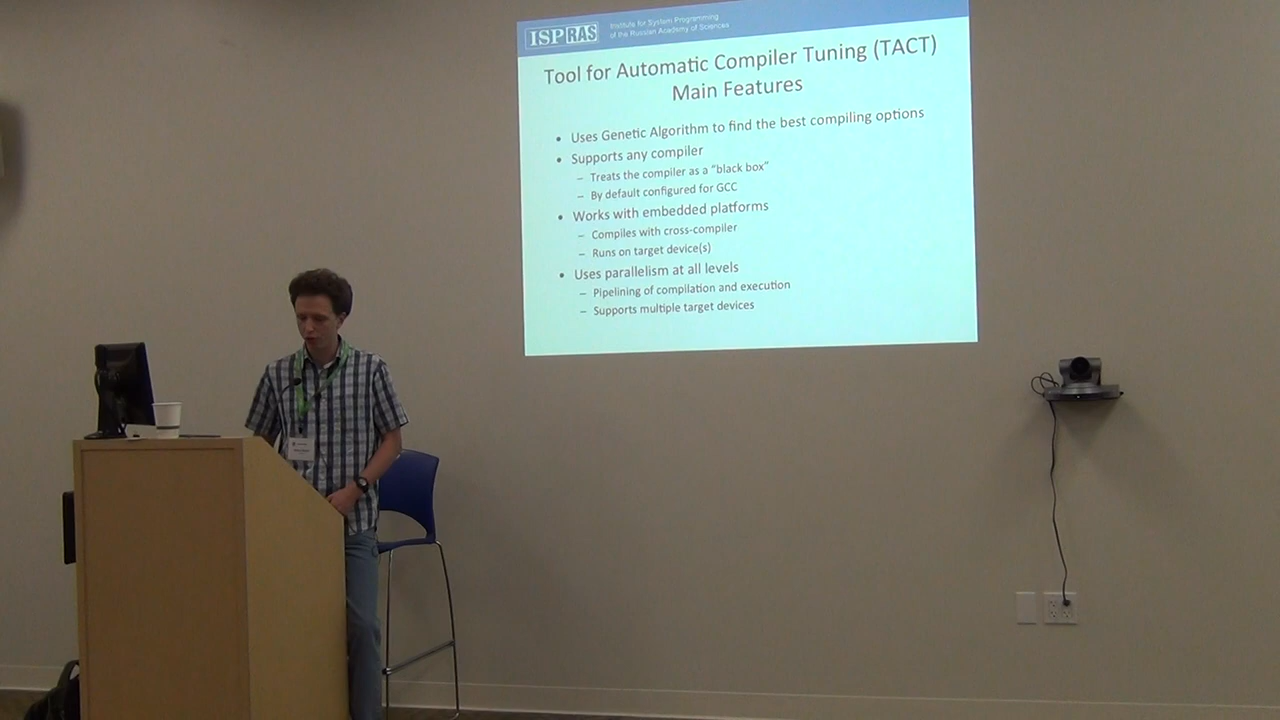 ISPRAS
Institute for System Programming
of the Russian Academy of Sciences
Tool for Automatic Compiler Tuning (TACT)
Main Features
• Uses Genetic Algorithm to find the best compiling options
• Supports any compiler
– Treats the compiler as a "black box"
– By default configured for GCC
• Works with embedded platforms
– Compiles with cross-compiler
– Runs on target device(s)
• Uses parallelism at all levels
– Pipelining of compilation and execution
– Supports multiple target devices